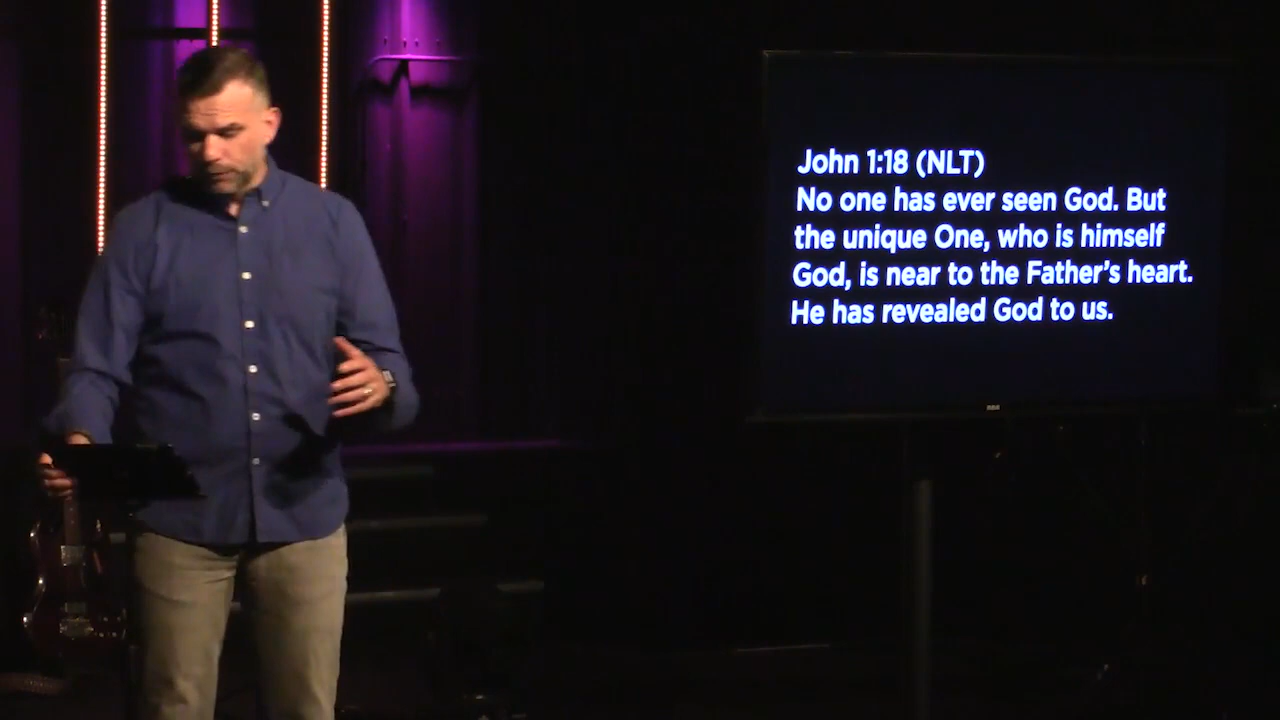 John 1:18 (NLT)
No one has ever seen God. But
the unique One, who is himself
God, is near to the Father's heart.
He has revealed God to us.
RCA